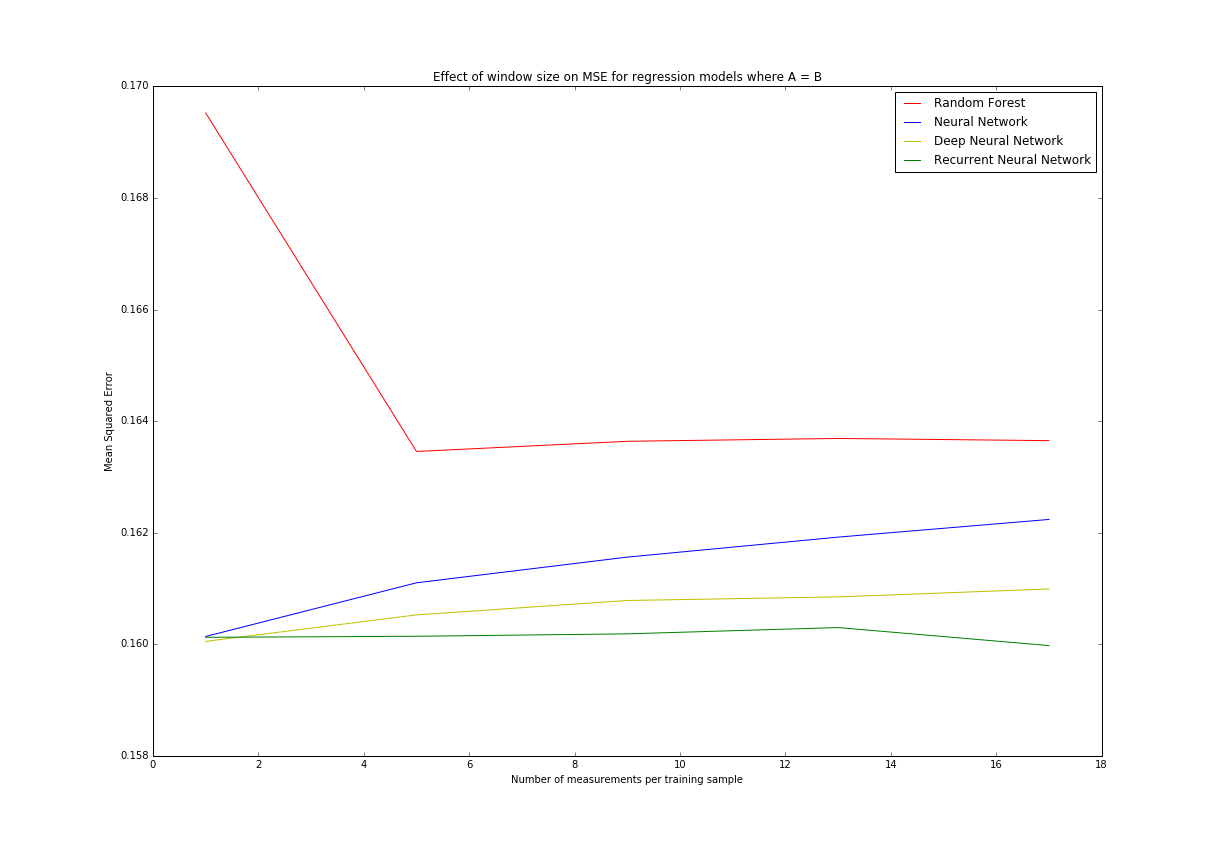 Effect of window size on MSE for regression models where A = B
0.170
0.168
0.166
0.164
0.162
0.160
0.158
Mean Squared Error
Random Forest
Neural Network
Deep Neural Network
Recurrent Neural Network
0 2 4 6 8 10 12 14 16 18
Number of measurements per training sample